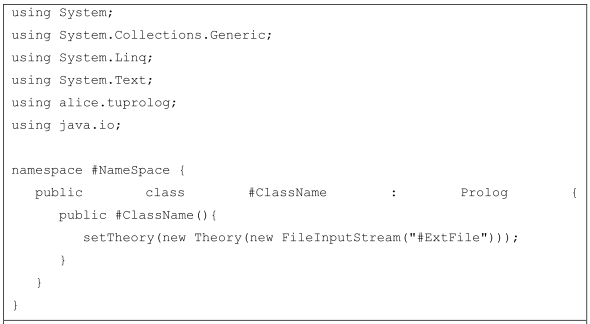 using System;
using System.Collections.Generic;
using System.Linq;
using System.Text;
using alice.tuprolog;
using java.io;

namespace #NameSpace {
public class #ClassName : Prolog {
public #ClassName(){
setTheory(new Theory(new FileInputStream("#ExtFile")));
}
}
}